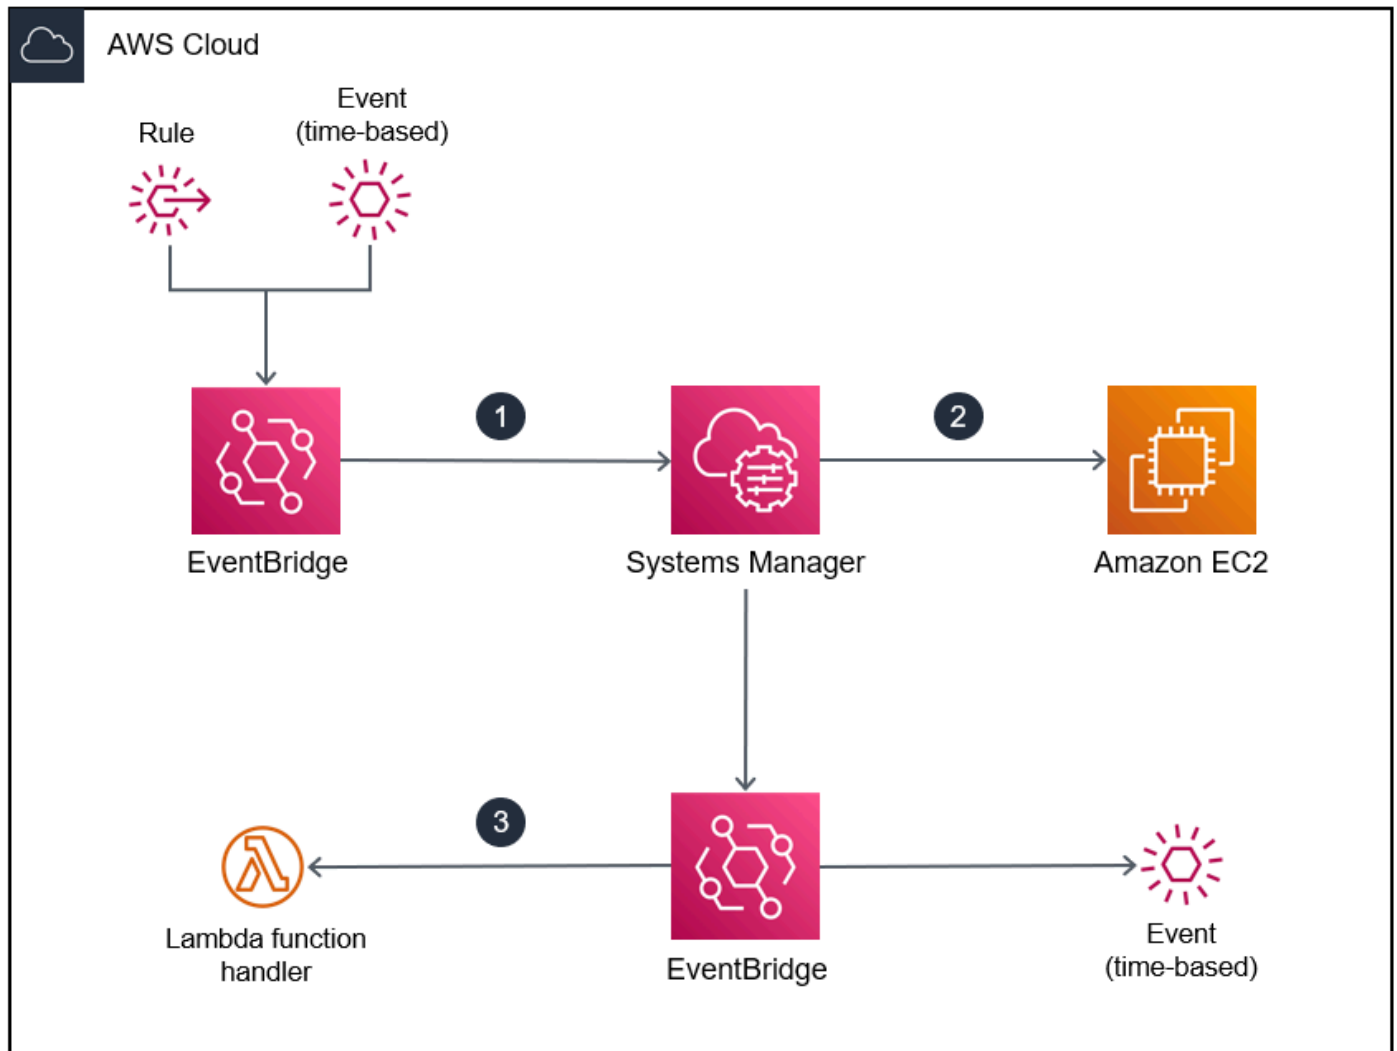 AWS Cloud
Event
(time-based)
Rule
1
2
EventBridge
Systems Manager
Amazon EC2
3
Lambda function
handler
EventBridge
Event
(time-based)